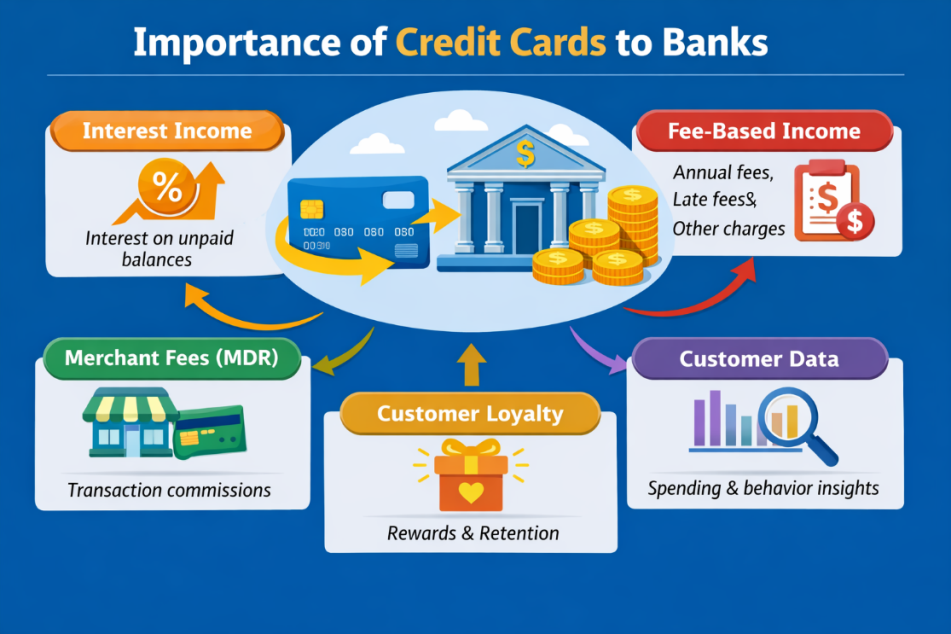 Importance of Credit Cards to Banks
Interest Income
Interest on unpaid
balances
$
Fee-Based Income
Annual fees,
Late fees&,
Other charges
$
$
%
Merchant Fees (MDR)
Transaction commissions
Customer Loyalty
Rewards & Retention
Customer Data
Spending & behavior insights